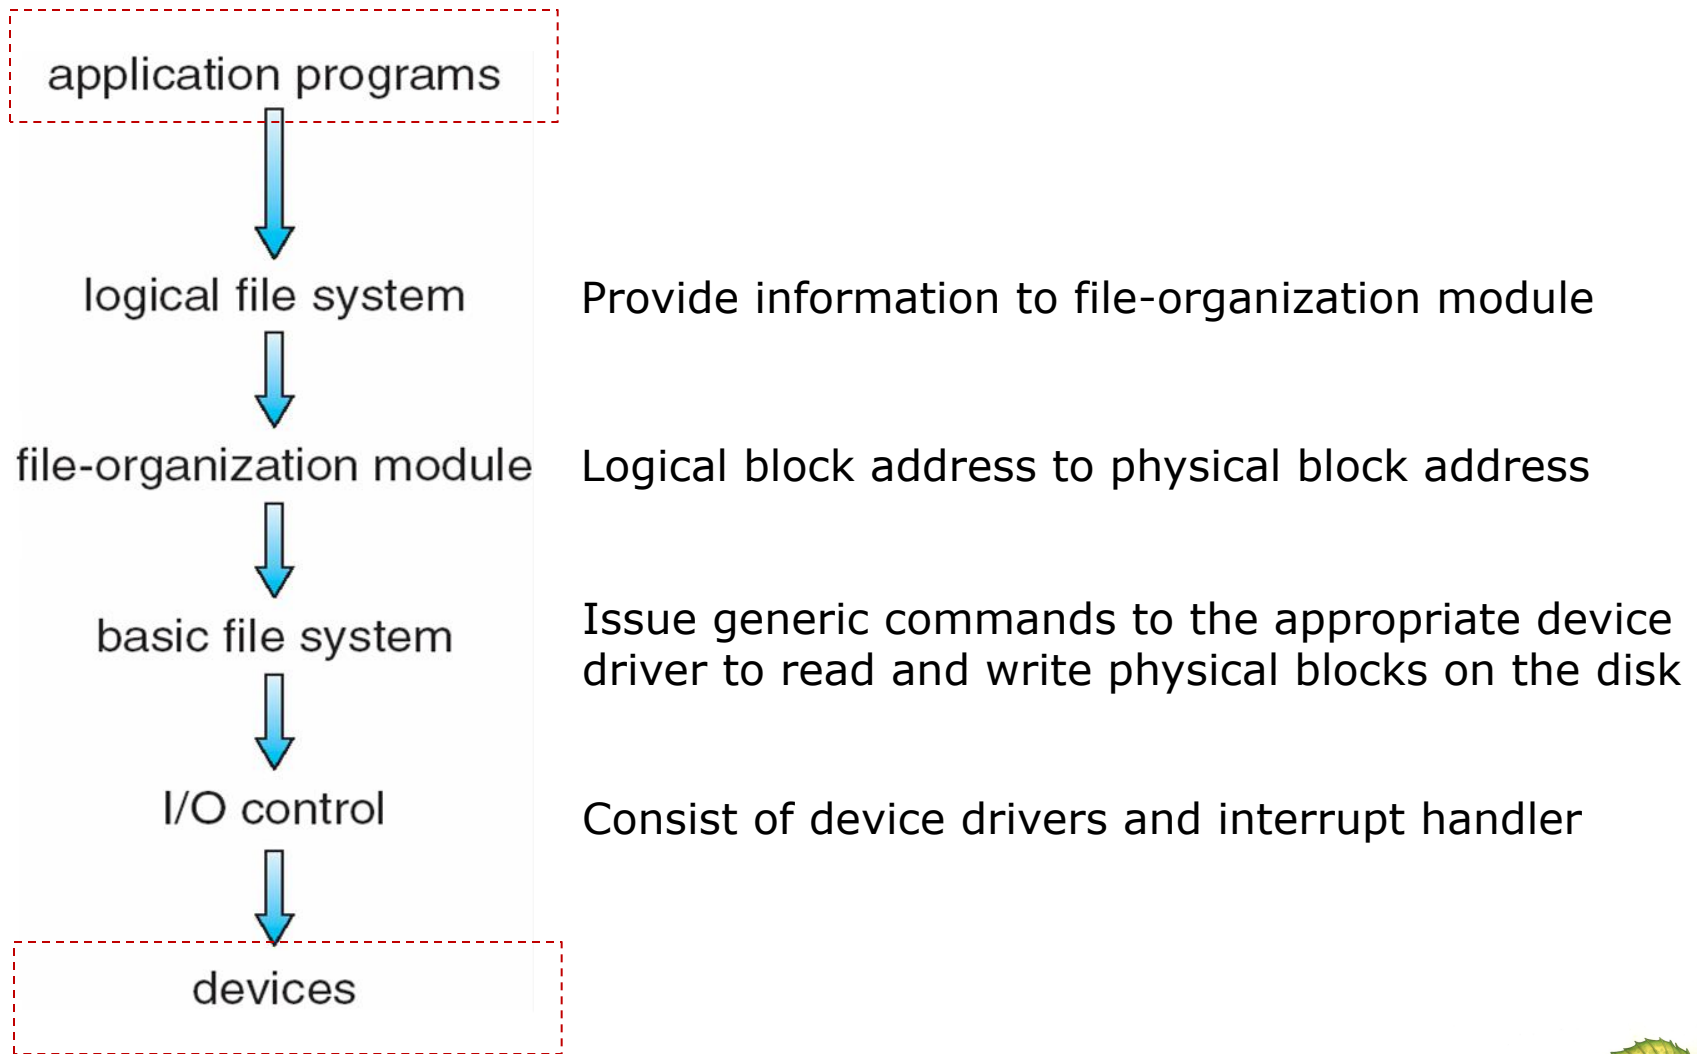 application programs
logical file system
Provide information to file-organization module
file-organization module
Logical block address to physical block address
basic file system
Issue generic commands to the appropriate device
driver to read and write physical blocks on the disk
I/O control
Consist of device drivers and interrupt handler
devices